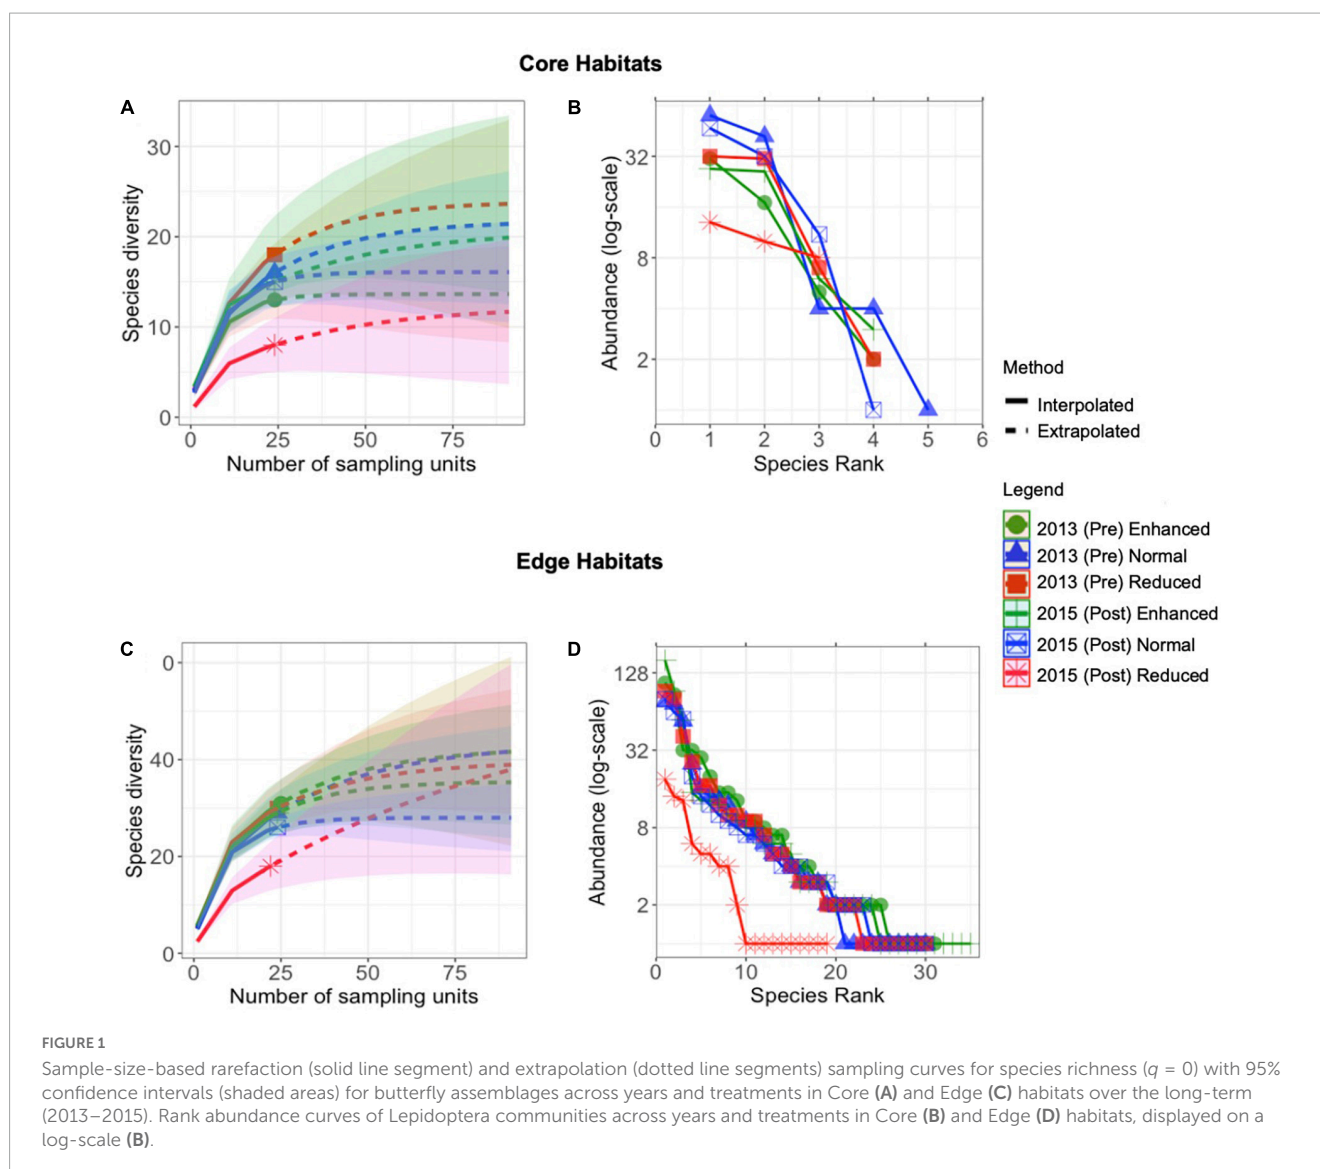 Core Habitats
A
Species diversity
30
20
10
0
0 25 50 75
Number of sampling units
B
Abundance (log-scale)
32
8
2
0 1 2 3 4 5 6
Species Rank
Method
Interpolated
Extrapolated
Legend
2013 (Pre) Enhanced
2013 (Pre) Normal
2013 (Pre) Reduced
2015 (Post) Enhanced
2015 (Post) Normal
2015 (Post) Reduced
Edge Habitats
C
Species diversity
0
40
20
0
0 25 50 75
Number of sampling units
D
Abundance (log-scale)
128
32
8
2
0 10 20 30
Species Rank
FIGURE 1
Sample-size-based rarefaction (solid line segment) and extrapolation (dotted line segments) sampling curves for species richness (q = 0) with 95%
confidence intervals (shaded areas) for butterfly assemblages across years and treatments in Core (A) and Edge (C) habitats over the long-term
(2013–2015). Rank abundance curves of Lepidoptera communities across years and treatments in Core (B) and Edge (D) habitats, displayed on a
log-scale (B).